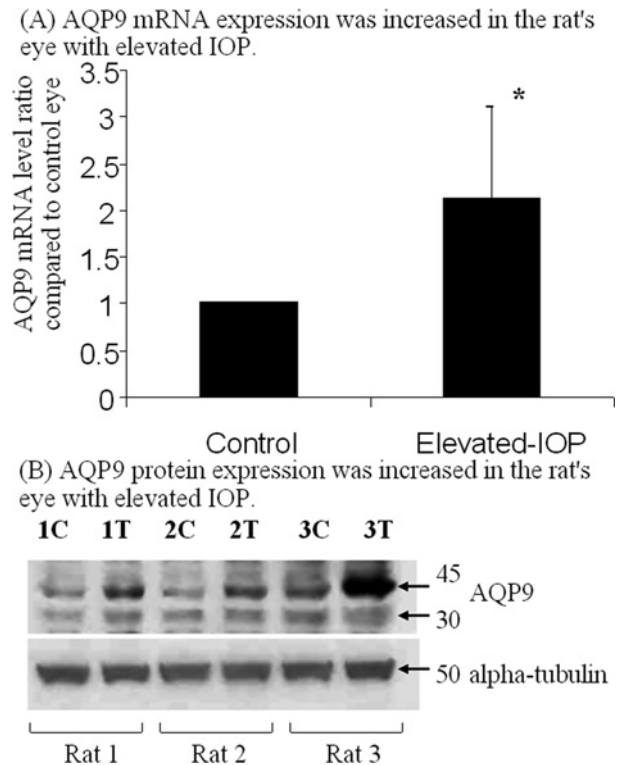 (A) AQP9 mRNA expression was increased in the rat's
eye with elevated IOP.
AQP9 mRNA level ratio
compared to control eye
3.5
3
2.5
2
1.5
1
0.5
0
*
Control Elevated-IOP
(B) AQP9 protein expression was increased in the rat's
eye with elevated IOP.
1C 1T 2C 2T 3C 3T
45
AQP9
30
50 alpha-tubulin
Rat 1 Rat 2 Rat 3